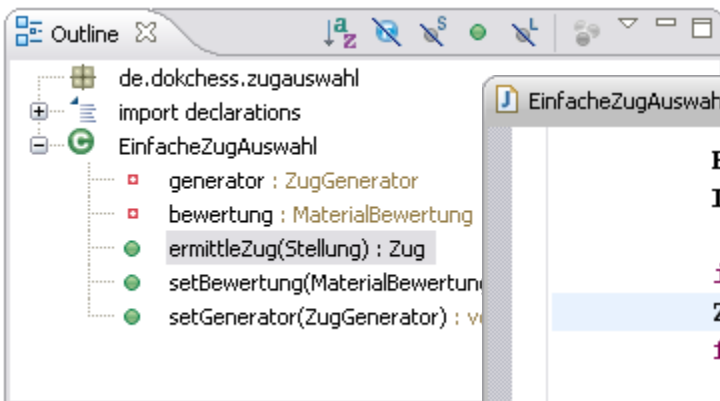 Outline
de.dokchess.zugauswahl
import declarations
EinfacheZugAuswahl
generator : ZugGenerator
bewertung : MaterialBewertung
ermittleZug(Stellung) : Zug
setBewertung(MaterialBewertun
setGenerator(ZugGenerator) : v
EinfacheZugAuswah
Z